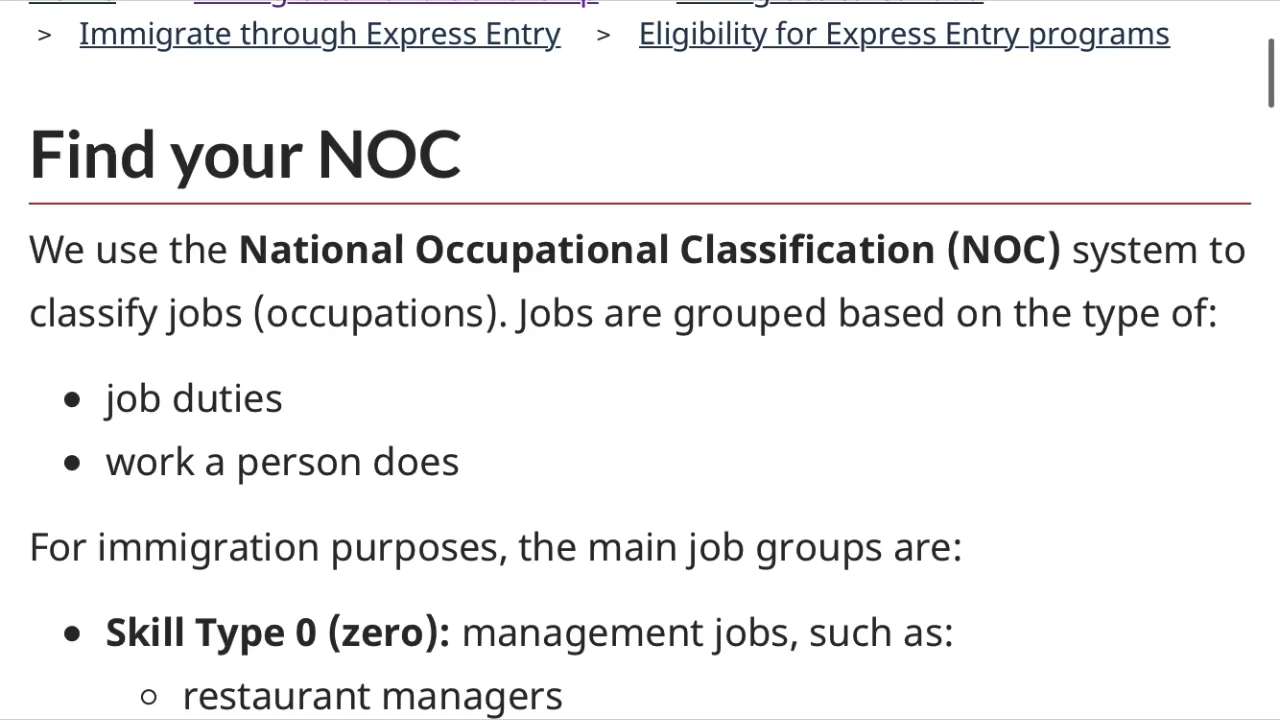 > Immigrate through Express Entry > Eligibility for Express Entry programs
Find your NOC
We use the National Occupational Classification (NOC) system to
classify jobs (occupations). Jobs are grouped based on the type of:
• job duties
• work a person does
For immigration purposes, the main job groups are:
• Skill Type 0 (zero): management jobs, such as:
○ restaurant managers